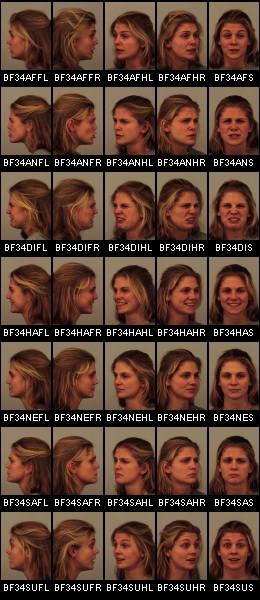 BF34AFFL BF34AFFR BF34AFHL BF34AFHR BF34AFS
BF34ANFL BF34ANFR BF34ANHL BF34ANHR BF34ANS
BF34DIFL BF34DIFR BF34DIHL BF34DIHR BF34DIS
BF34HAFL BF34HAFR BF34HAHL BF34HAHR BF34HAS
BF34NEFL BF34NEFR BF34NEHL BF34NEHR BF34NES
BF34SAFL BF34SAFR BF34SAHL BF34SAHR BF34SAS
BF34SUFL BF34SUFR BF34SUHL BF34SUHR BF34SUS